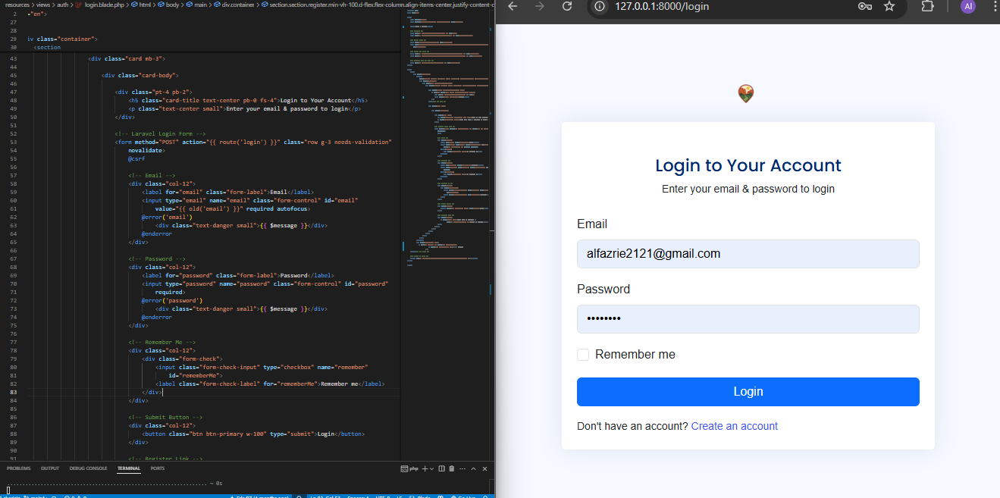 resources > views > auth > login.blade.php > html > body > main > div.container > section.section.register.min-vh-100.d-flex.flex-column.align-items-center.justify-content-c
2 ="en">
27
28
29 iv class="container">
30 <section
43 <div class="card mb-3">
44
45 <div class="card-body">
46
47 <div class="pt-4 pb-2">
48 <h5 class="card-title text-center pb-0 fs-4">Login to Your Account</h5>
49 <p class="text-center small">Enter your email & password to login</p>
50 </div>
51
52 <!-- Laravel Login Form -->
53 <form method="POST" action="{{ route('login') }}" class="row g-3 needs-validation"
54 novalidate>
55 @csrf
56
57 <!-- Email -->
58 <div class="col-12">
59 <label for="email" class="form-label">Email</label>
60 <input type="email" name="email" class="form-control" id="email"
61 value="{{ old('email') }}" required autofocus>
62 @error('email')
63 <div class="text-danger small">{{ $message }}</div>
64 @enderror
65 </div>
66
67 <!-- Password -->
68 <div class="col-12">
69 <label for="password" class="form-label">Password</label>
70 <input type="password" name="password" class="form-control" id="password"
71 required>
72 @error('password')
73 <div class="text-danger small">{{ $message }}</div>
74 @enderror
75 </div>
76
77 <!-- Remember Me -->
78 <div class="col-12">
79 <div class="form-check">
80 <input class="form-check-input" type="checkbox" name="remember"
81 id="rememberMe">
82 <label class="form-check-label" for="rememberMe">Remember me</label>
83 </div>
84 </div>
85
86 <!-- Submit Button -->
87 <div class="col-12">
88 <button class="btn btn-primary w-100" type="submit">Login</button>
89 </div>
90
91 <!-- Register Link -->
PROBLEMS OUTPUT DEBUG CONSOLE TERMINAL PORTS
php
~ 0s
127.0.0.1:8000/login
AI
Login to Your Account
Enter your email & password to login
Email
alfazrie2121@gmail.com
Password
••••••••
Remember me
Login
Don't have an account? Create an account